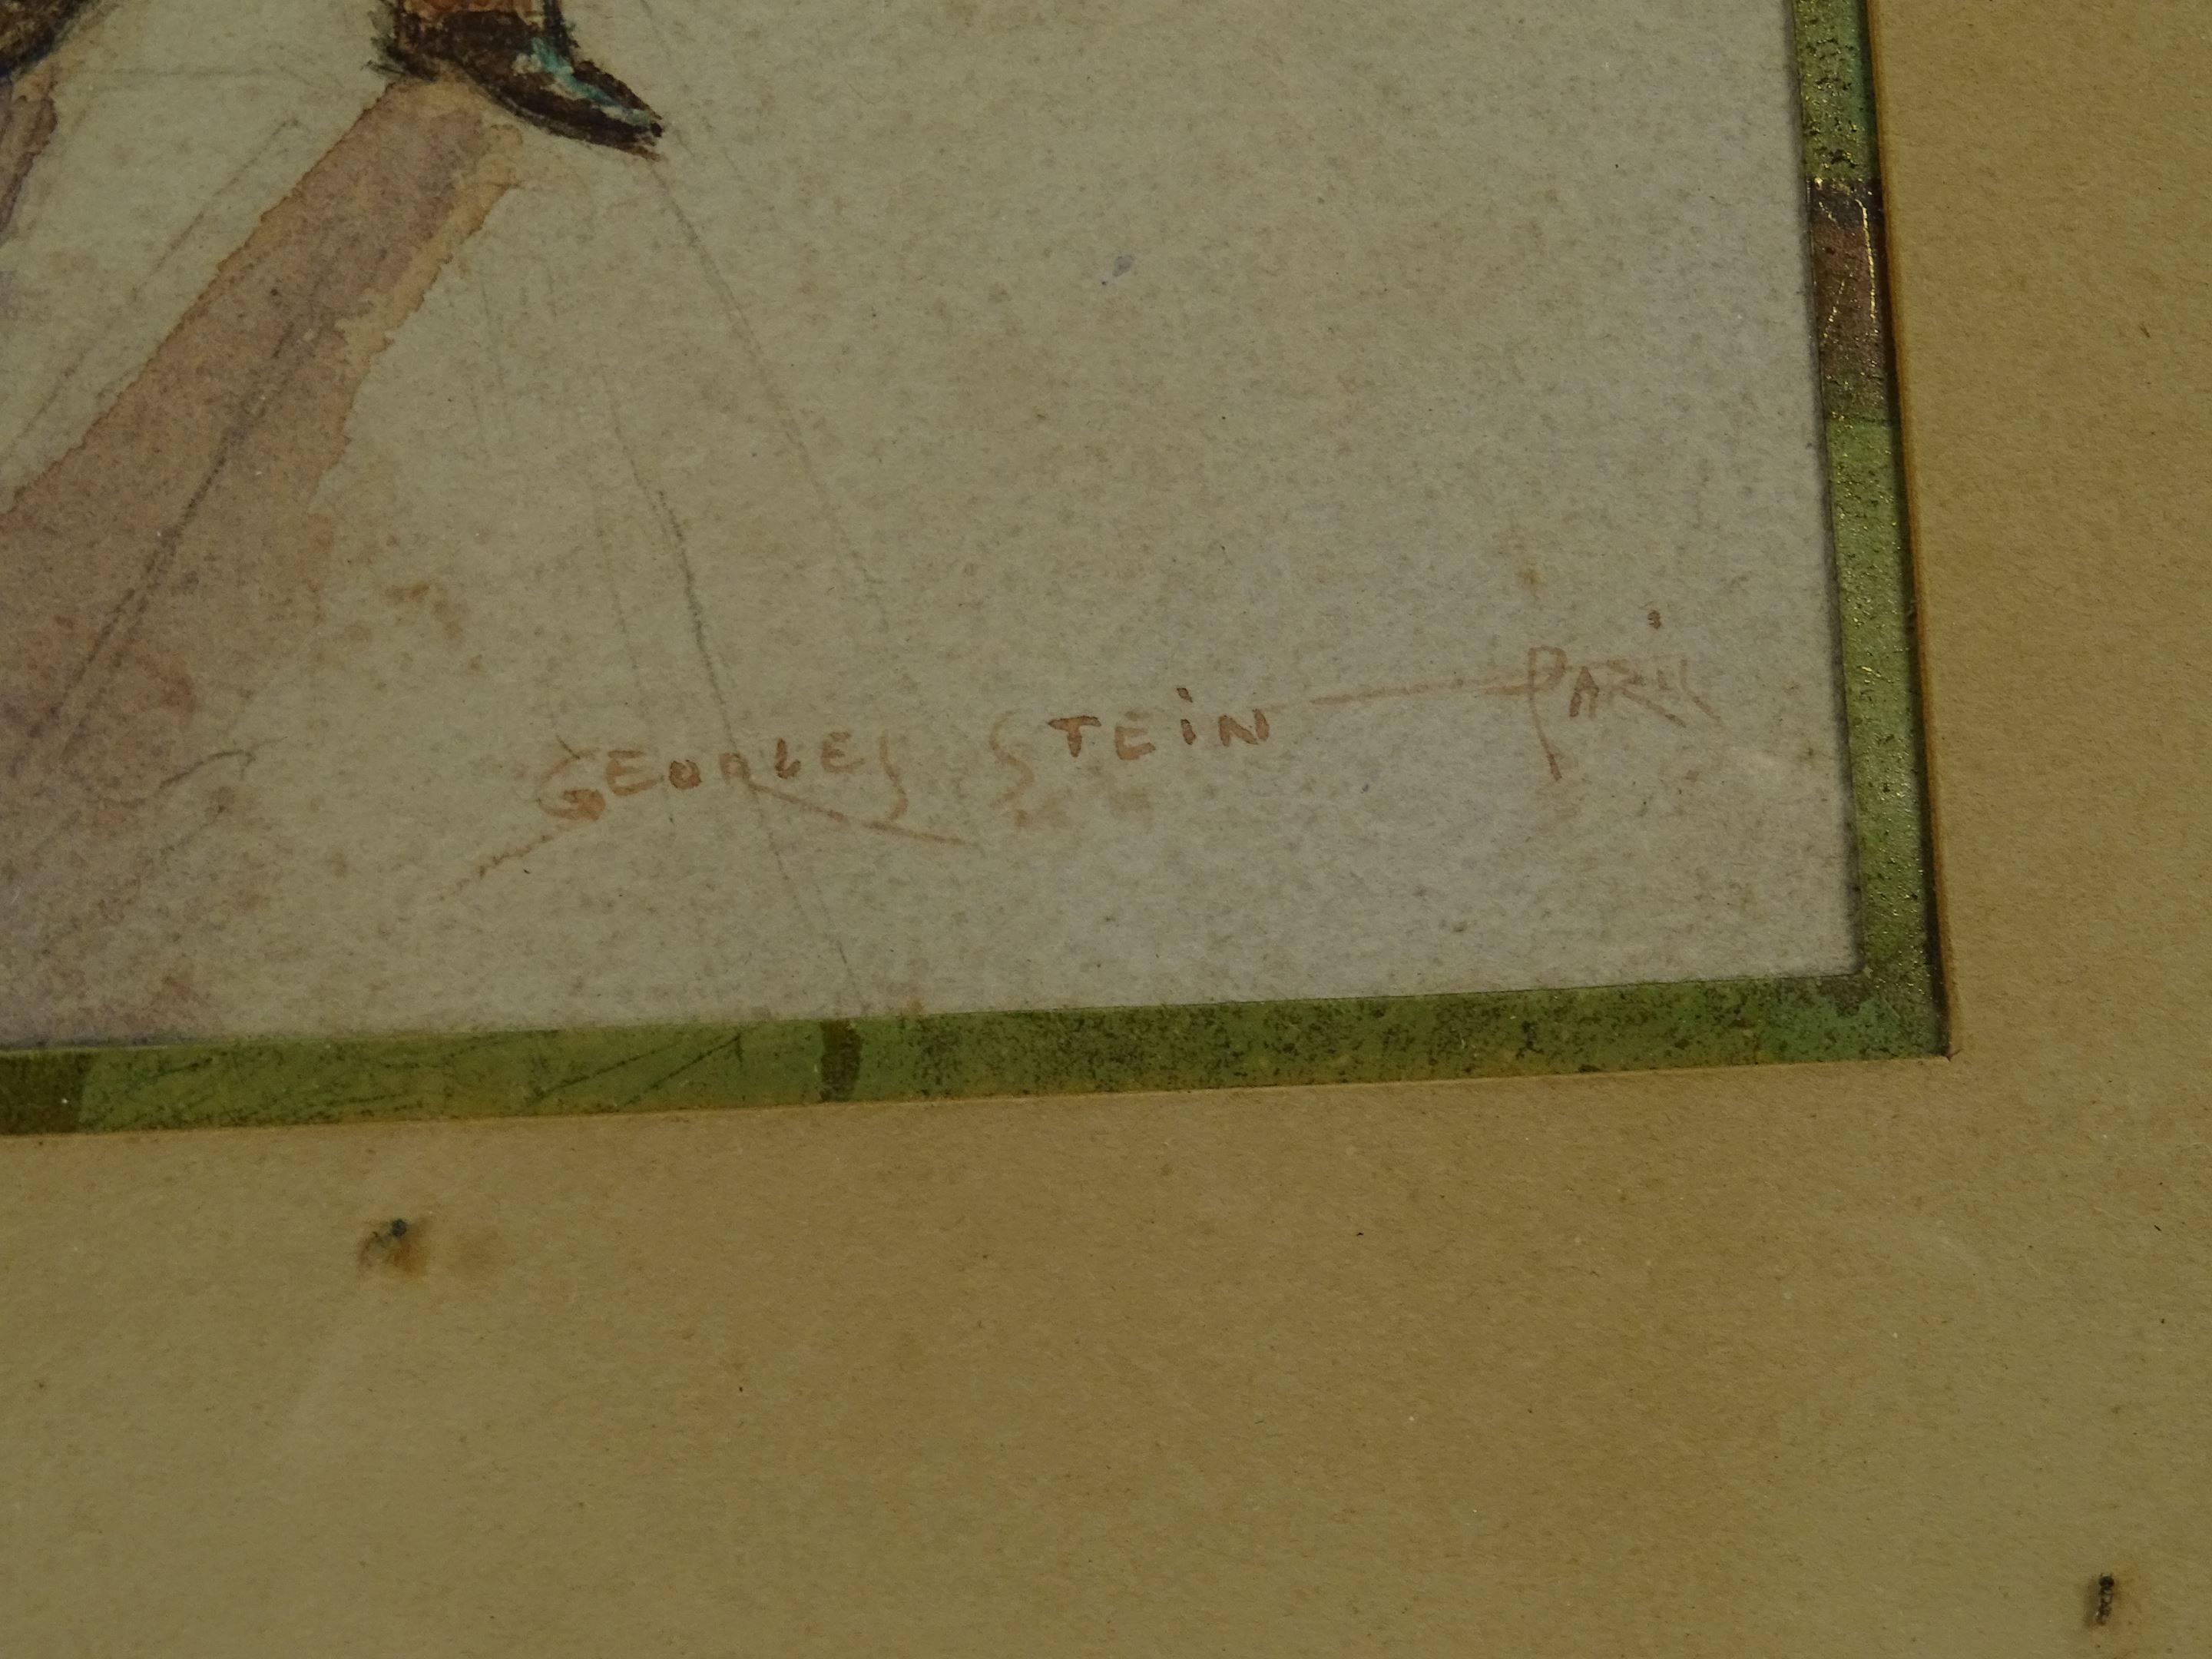 GEORGES STEiN — PARiS